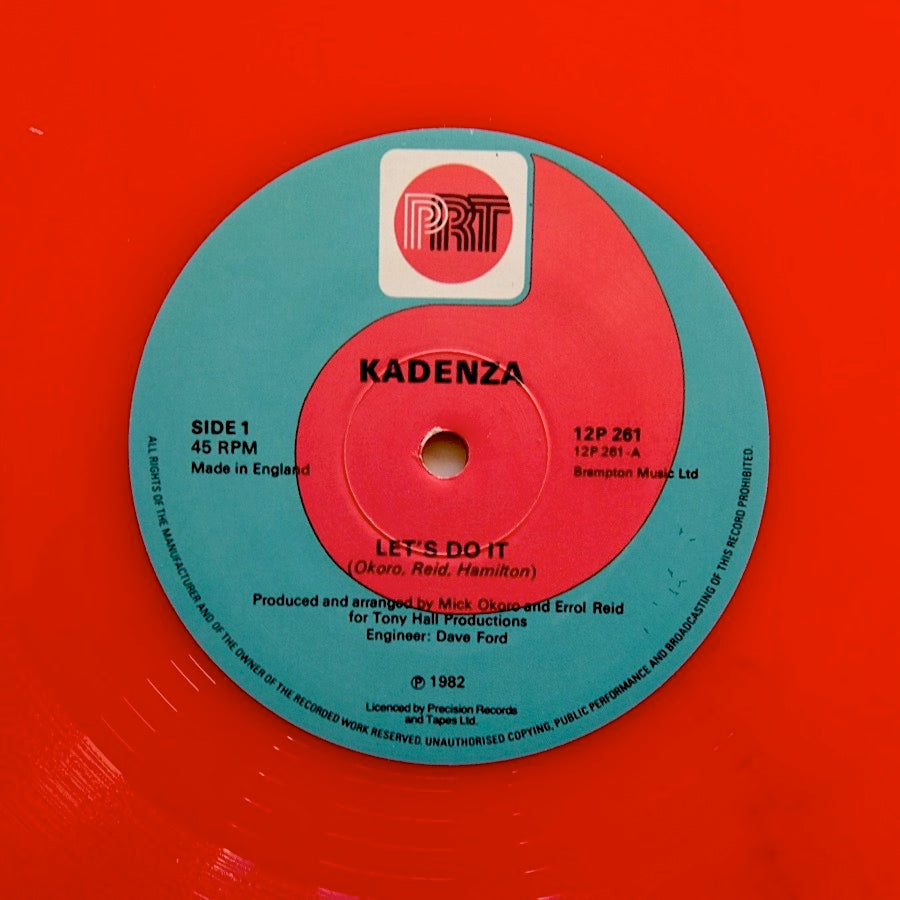 PRT
KADENZA
SIDE 1
45 RPM
Made in England
12P 261
12P 261-A
Brampton Music Ltd
LET'S DO IT
(Okoro, Reid, Hamilton)
Produced and arranged by Mick Okoro and Errol Reid
for Tony Hall Productions
Engineer: Dave Ford
℗ 1982
Licenced by Precision Records
and Tapes Ltd.
ALL RIGHTS OF THE MANUFACTURER AND OF THE OWNER OF THE RECORDED WORK RESERVED. UNAUTHORISED COPYING, PUBLIC PERFORMANCE AND BROADCASTING OF THIS RECORD PROHIBITED.